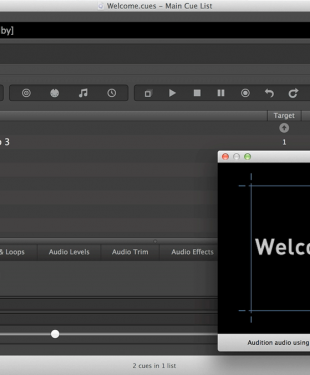 Welcome.cues – Main Cue List
by]
Target
3
1
& Loops Audio Levels Audio Trim Audio Effects
Welco
Audition audio using
2 cues in 1 list